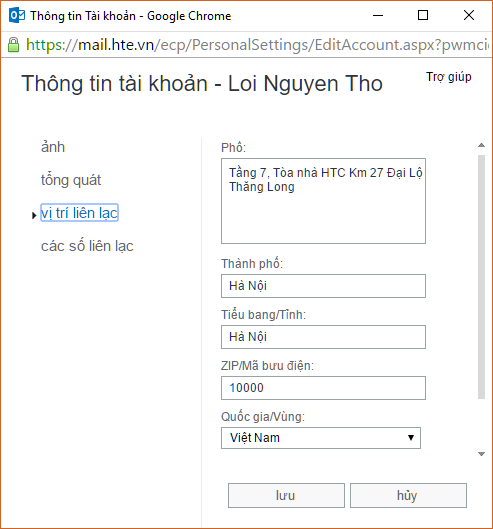 Thông tin Tài khoản - Google Chrome
https://mail.hte.vn/ecp/PersonalSettings/EditAccount.aspx?pwmcid
Thông tin tài khoản - Loi Nguyen Tho
Trợ giúp
ảnh
tổng quát
vị trí liên lạc
các số liên lạc
Phố:
Tầng 7, Tòa nhà HTC Km 27 Đại Lộ
Thăng Long
Thành phố:
Hà Nội
Tiểu bang/Tỉnh:
Hà Nội
ZIP/Mã bưu điện:
10000
Quốc gia/Vùng:
Việt Nam
lưu
hủy